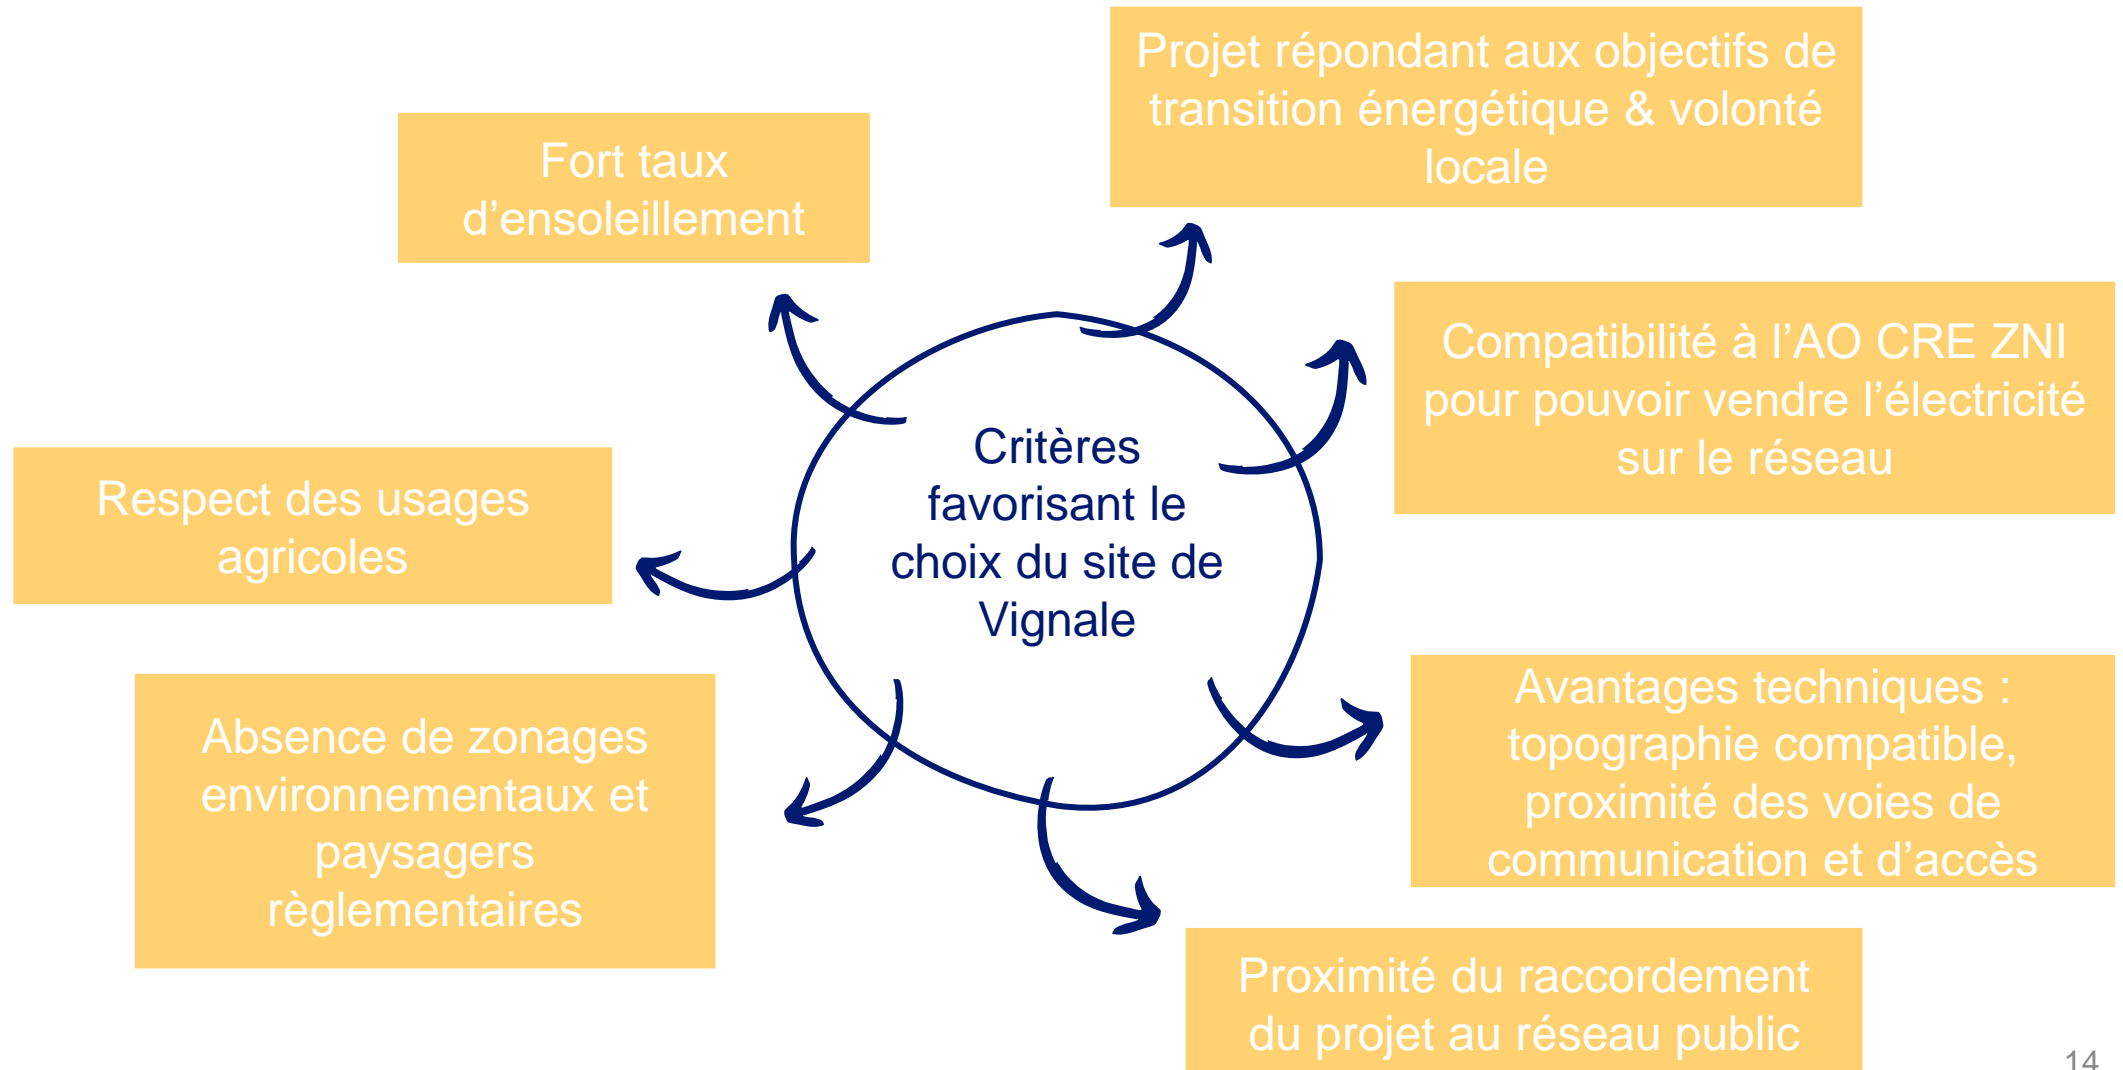 Projet répondant aux objectifs de
transition énergétique & volonté
locale
Fort taux
d’ensoleillement
Compatibilité à l’AO CRE ZNI
pour pouvoir vendre l’électricité
sur le réseau
Critères
favorisant le
choix du site de
Vignale
Respect des usages
agricoles
Avantages techniques :
topographie compatible,
proximité des voies de
communication et d’accès
Absence de zonages
environnementaux et
paysagers
règlementaires
Proximité du raccordement
du projet au réseau public
14